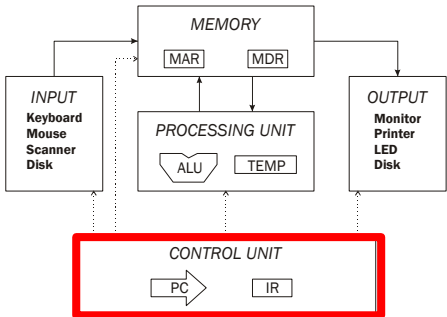 MEMORY
MAR
MDR
INPUT
Keyboard
Mouse
Scanner
Disk
PROCESSING UNIT
ALU
TEMP
OUTPUT
Monitor
Printer
LED
Disk
CONTROL UNIT
PC
IR